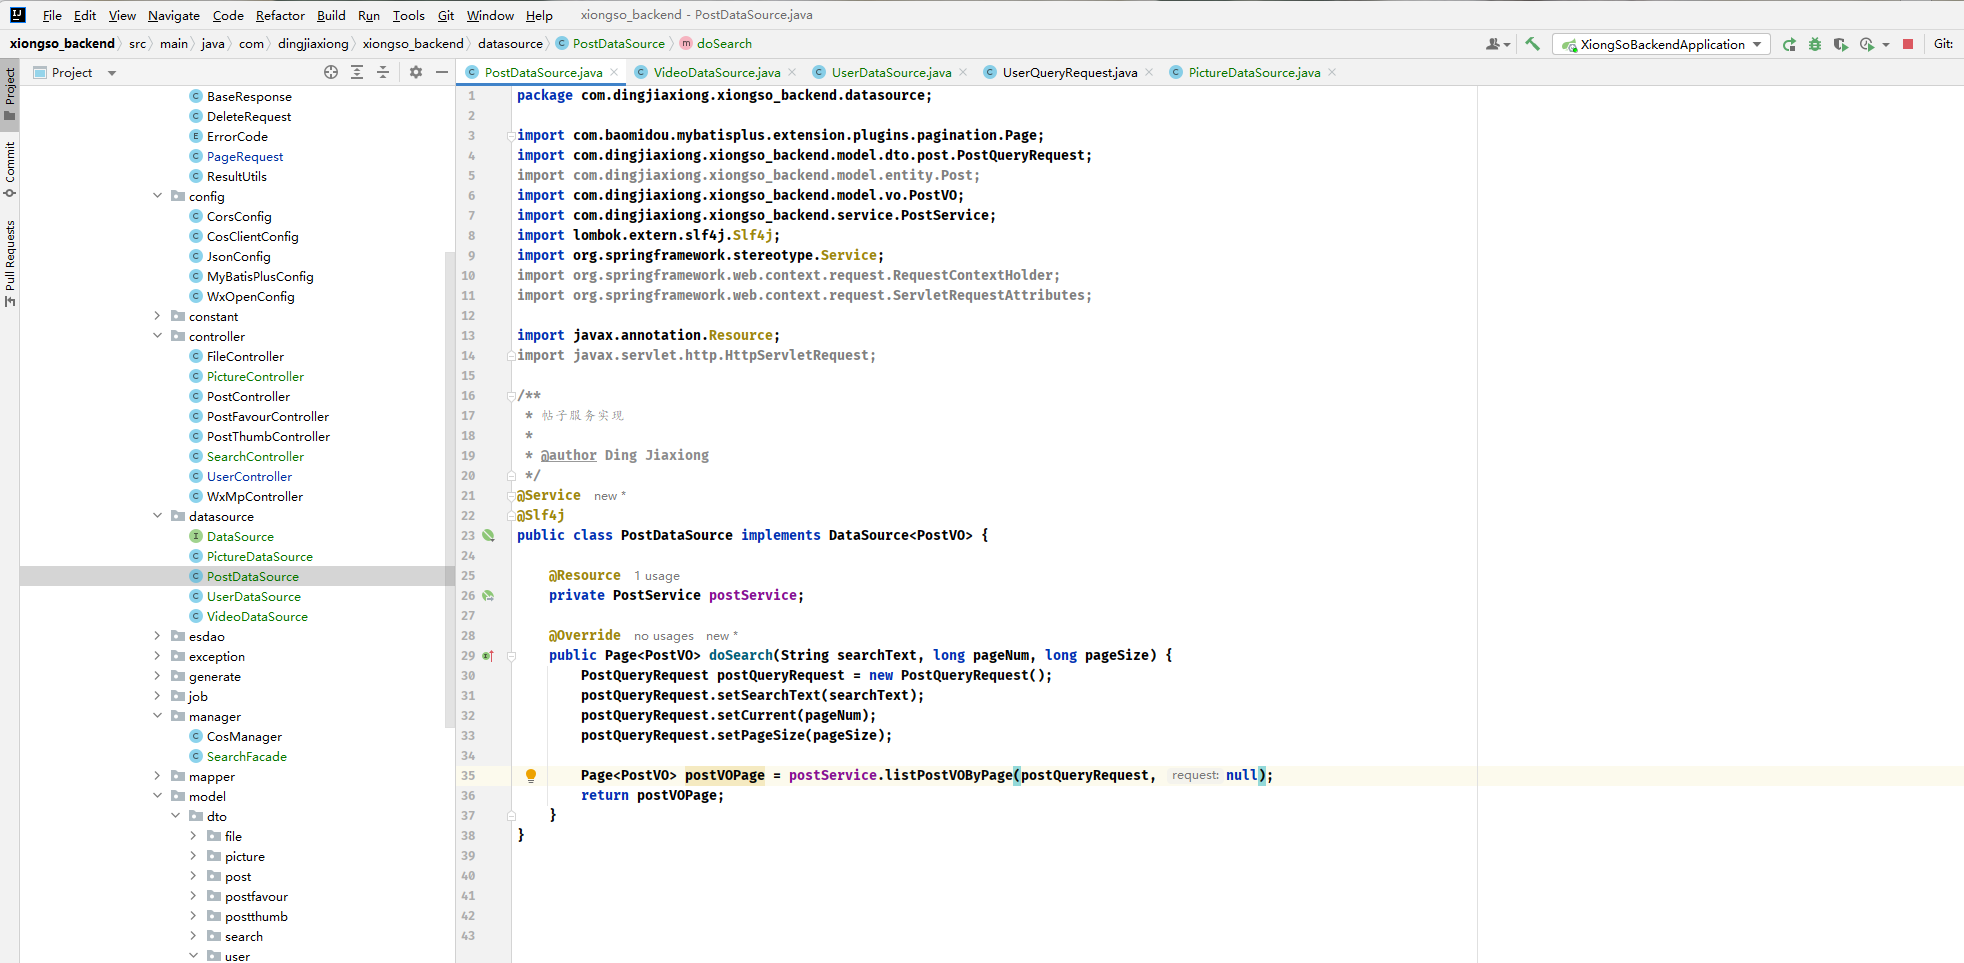 File Edit View Navigate Code Refactor Build Run Tools Git Window Help xiongso_backend - PostDataSource.java
xiongso_backend src main java com dingjiaxiong xiongso_backend datasource PostDataSource doSearch XiongSoBackendApplication Git:
Project
PostDataSource.java VideoDataSource.java UserDataSource.java UserQueryRequest.java PictureDataSource.java
Project
Commit
Pull Requests
BaseResponse
DeleteRequest
ErrorCode
PageRequest
ResultUtils
config
CorsConfig
CosClientConfig
JsonConfig
MyBatisPlusConfig
WxOpenConfig
constant
controller
FileController
PictureController
PostController
PostFavourController
PostThumbController
SearchController
UserController
WxMpController
datasource
DataSource
PictureDataSource
PostDataSource
UserDataSource
VideoDataSource
esdao
exception
generate
job
manager
CosManager
SearchFacade
mapper
model
dto
file
picture
post
postfavour
postthumb
search
user
1 package com.dingjiaxiong.xiongso_backend.datasource;
2
3 import com.baomidou.mybatisplus.extension.plugins.pagination.Page;
4 import com.dingjiaxiong.xiongso_backend.model.dto.post.PostQueryRequest;
5 import com.dingjiaxiong.xiongso_backend.model.entity.Post;
6 import com.dingjiaxiong.xiongso_backend.model.vo.PostVO;
7 import com.dingjiaxiong.xiongso_backend.service.PostService;
8 import lombok.extern.slf4j.Slf4j;
9 import org.springframework.stereotype.Service;
10 import org.springframework.web.context.request.RequestContextHolder;
11 import org.springframework.web.context.request.ServletRequestAttributes;
12
13 import javax.annotation.Resource;
14 import javax.servlet.http.HttpServletRequest;
15
16 /**
17 * 帖子服务实现
18 *
19 * @author Ding Jiaxiong
20 */
21 @Service new *
22 @Slf4j
23 public class PostDataSource implements DataSource<PostVO> {
24
25 @Resource 1 usage
26 private PostService postService;
27
28 @Override no usages new *
29 public Page<PostVO> doSearch(String searchText, long pageNum, long pageSize) {
30 PostQueryRequest postQueryRequest = new PostQueryRequest();
31 postQueryRequest.setSearchText(searchText);
32 postQueryRequest.setCurrent(pageNum);
33 postQueryRequest.setPageSize(pageSize);
34
35 Page<PostVO> postVOPage = postService.listPostVOByPage(postQueryRequest, request: null);
36 return postVOPage;
37 }
38 }
39
40
41
42
43